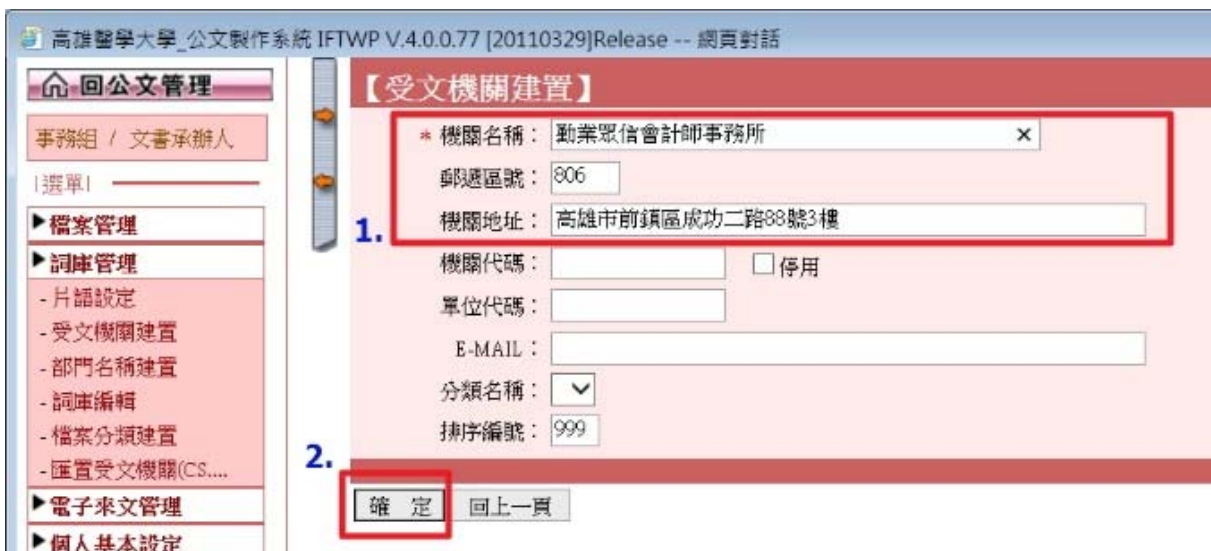 高雄醫學大學_公文製作系統 IFTWP V.4.0.0.77 [20110329]Release -- 網頁對話
回公文管理
事務組 / 文書承辦人
|選單|
▶檔案管理
▶詞庫管理
- 片語設定
- 受文機關建置
- 部門名稱建置
- 詞庫編輯
- 檔案分類建置
- 匯置受文機關(CS....
▶電子來文管理
▶個人基本設定
【受文機關建置】
1.
* 機關名稱： 勤業眾信會計師事務所 ×
郵遞區號： 806
機關地址： 高雄市前鎮區成功二路88號3樓
機關代碼： 停用
單位代碼：
E-MAIL：
分類名稱：
排序編號： 999
2.
確 定 回上一頁